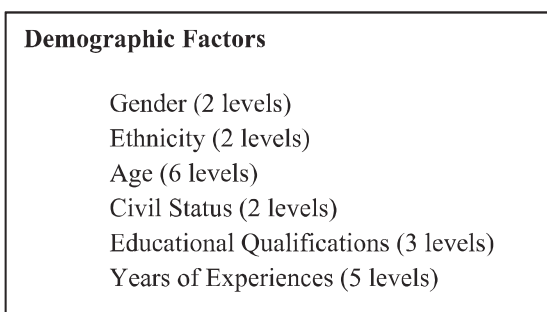 Demographic Factors
Gender (2 levels)
Ethnicity (2 levels)
Age (6 levels)
Civil Status (2 levels)
Educational Qualifications (3 levels)
Years of Experiences (5 levels)